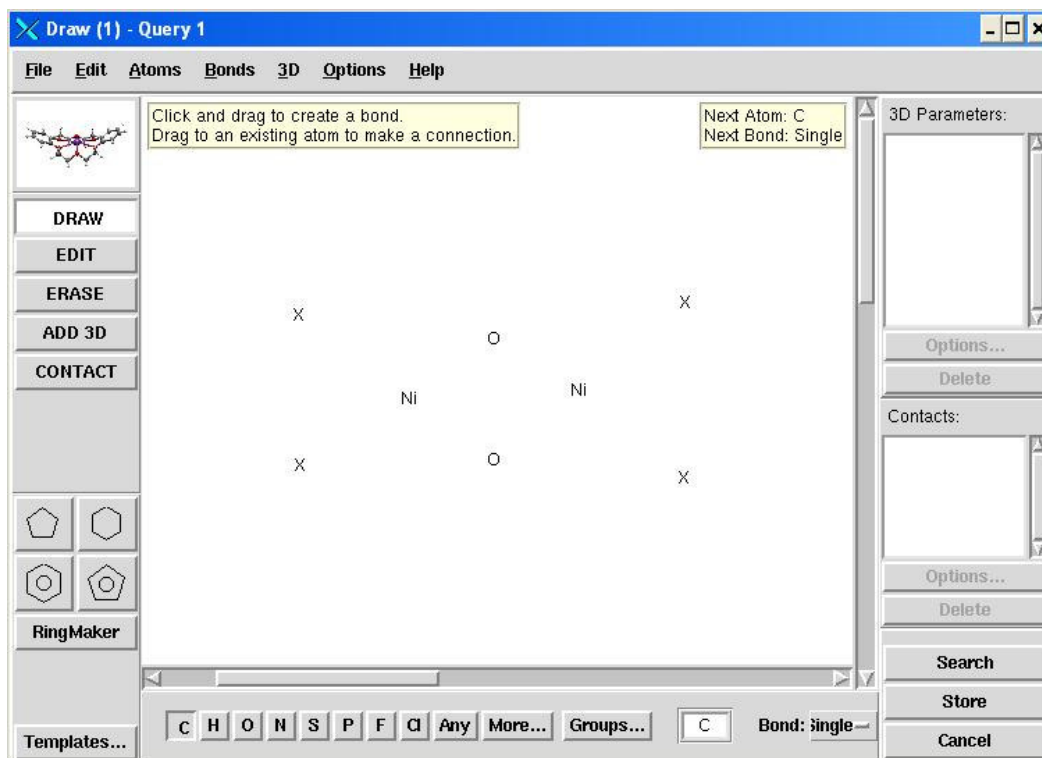 Draw (1) - Query 1
File Edit Atoms Bonds 3D Options Help
Click and drag to create a bond.
Drag to an existing atom to make a connection.
Next Atom: C
Next Bond: Single
3D Parameters:
DRAW
EDIT
ERASE
ADD 3D
CONTACT
X
X
O
Ni
Ni
X
O
X
Options...
Delete
Contacts:
Options...
Delete
RingMaker
Templates...
C H O N S P F Cl Any More... Groups... C Bond: Single
Search
Store
Cancel